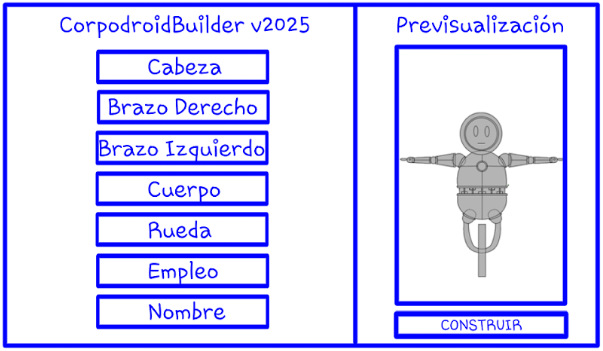 CorpodroidBuilder v2025
Cabeza
Brazo Derecho
Brazo Izquierdo
Cuerpo
Rueda
Empleo
Nombre
Previsualización
CONSTRUIR